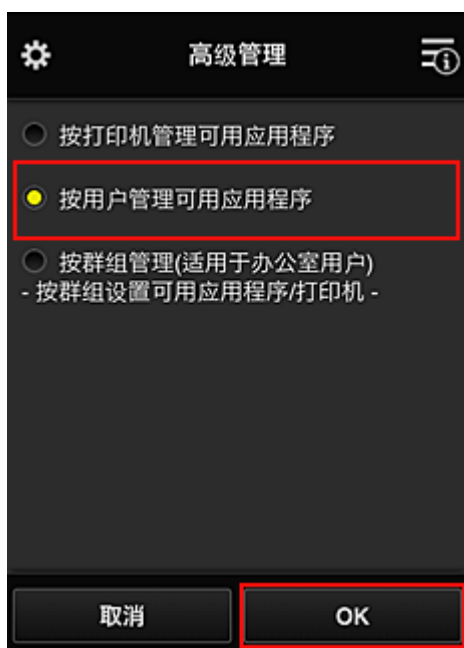 高级管理
按打印机管理可用应用程序
按用户管理可用应用程序
按群组管理(适用于办公室用户)
- 按群组设置可用应用程序/打印机 -
取消
OK